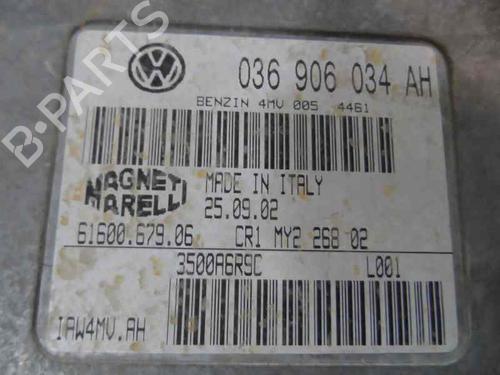 B-PARTS
036 906 034 AH
BENZIN 4MV 005 4461
MAGNETI MARELLI
MADE IN ITALY
25.09.02
61600.679.06 CR1 MY2 268 02
3500A6R9C L001
IAW4MV.AH